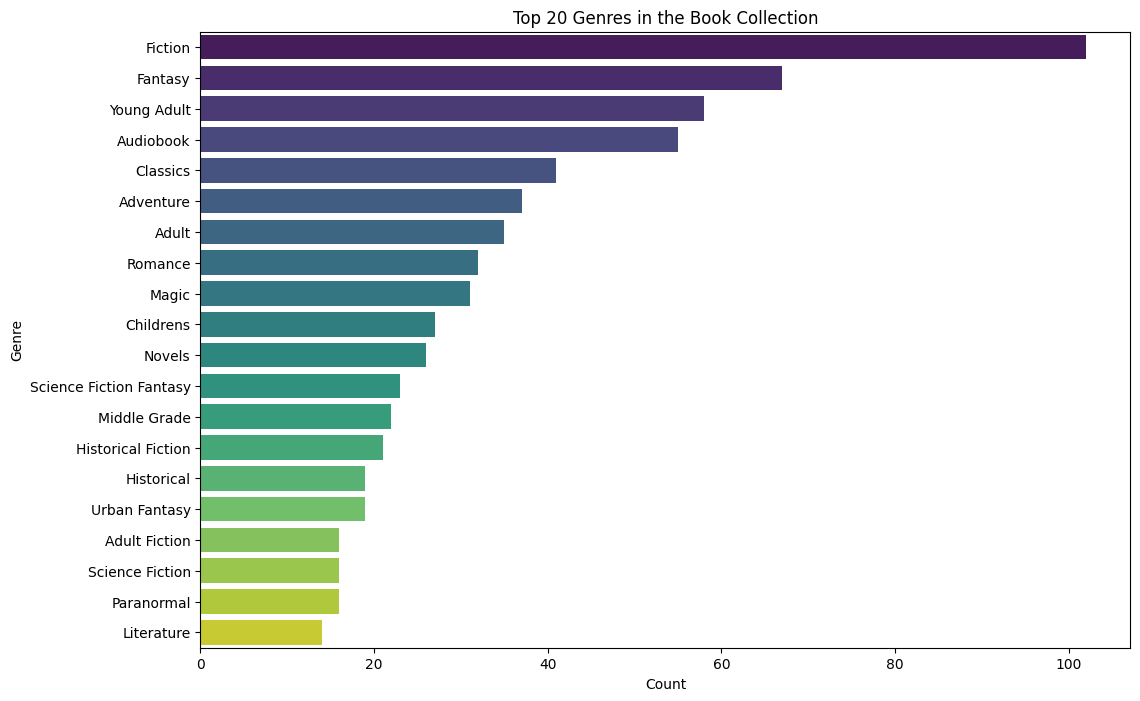 Top 20 Genres in the Book Collection
Fiction
Fantasy
Young Adult
Audiobook
Classics
Adventure
Adult
Romance
Magic
Childrens
Novels
Science Fiction Fantasy
Middle Grade
Historical Fiction
Historical
Urban Fantasy
Adult Fiction
Science Fiction
Paranormal
Literature
Genre
0 20 40 60 80 100
Count